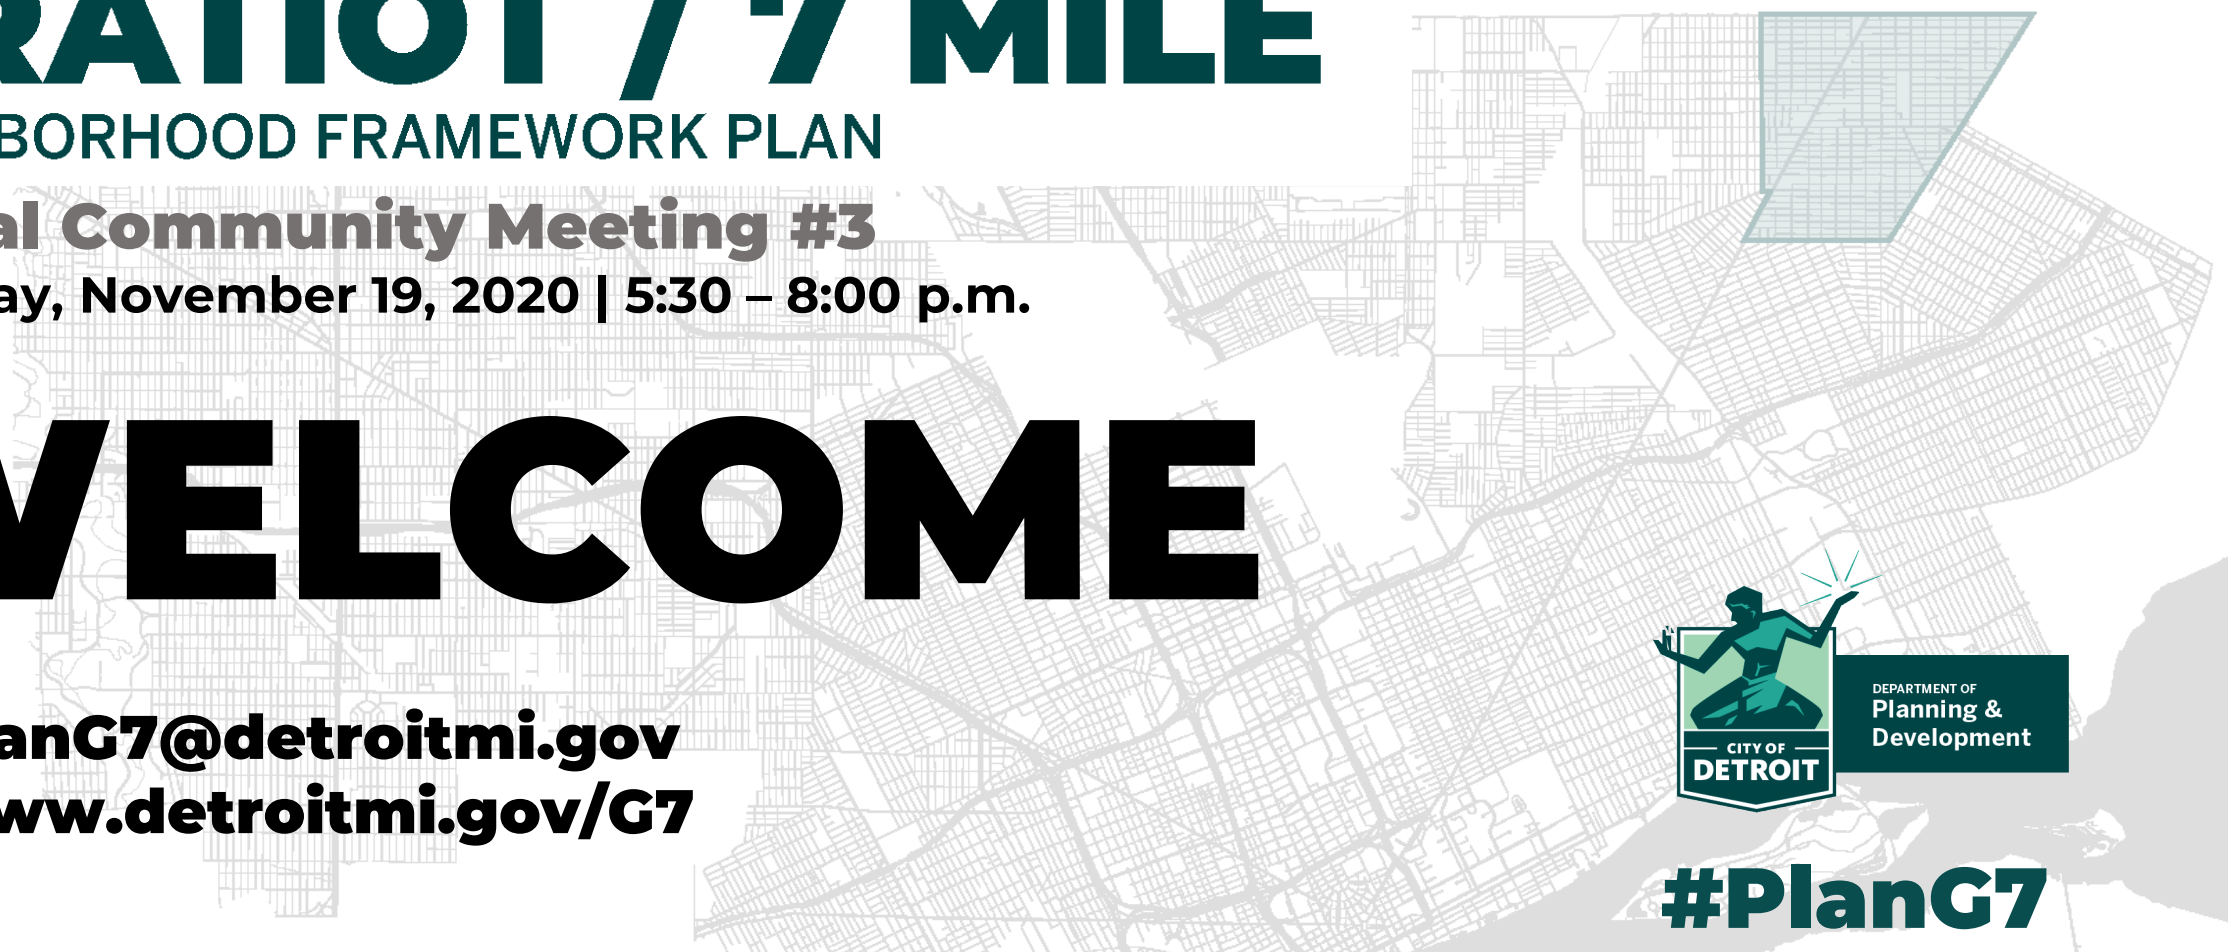 RATIOT / 7 MILE
BORHOOD FRAMEWORK PLAN
al Community Meeting #3
ay, November 19, 2020 | 5:30 – 8:00 p.m.
WELCOME
anG7@detroitmi.gov
ww.detroitmi.gov/G7
DEPARTMENT OF
Planning &
Development
CITY OF
DETROIT
#PlanG7